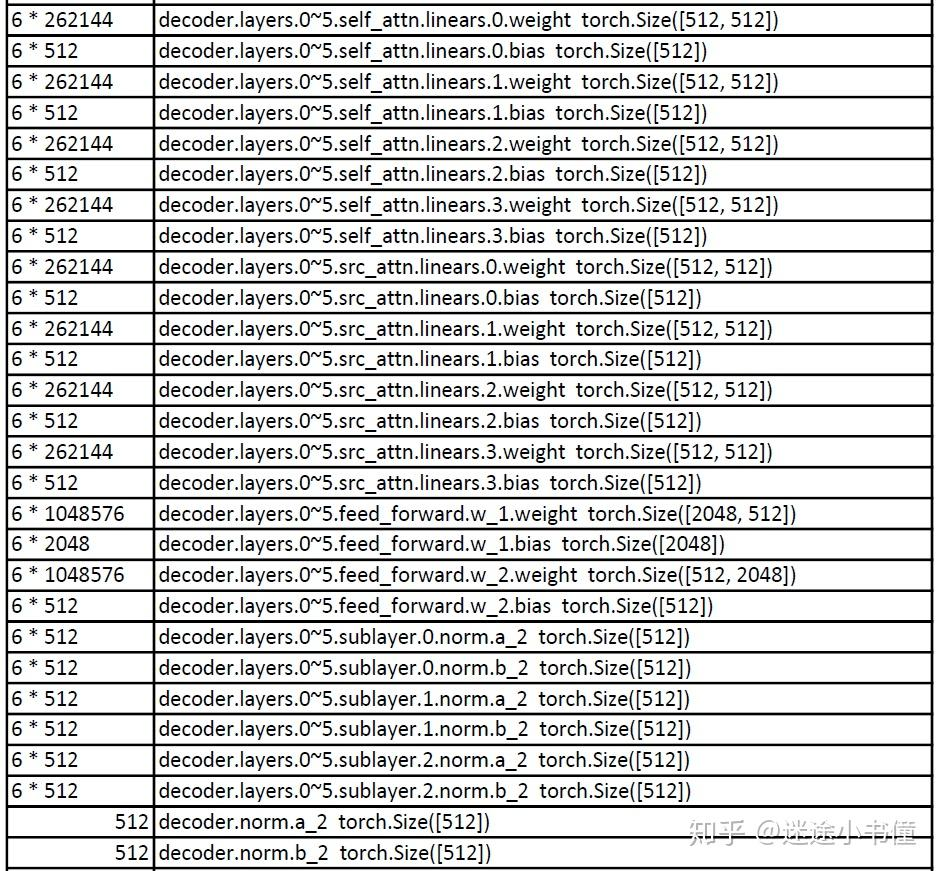 6 * 262144 decoder.layers.0~5.self_attn.linears.0.weight torch.Size([512, 512])
6 * 512 decoder.layers.0~5.self_attn.linears.0.bias torch.Size([512])
6 * 262144 decoder.layers.0~5.self_attn.linears.1.weight torch.Size([512, 512])
6 * 512 decoder.layers.0~5.self_attn.linears.1.bias torch.Size([512])
6 * 262144 decoder.layers.0~5.self_attn.linears.2.weight torch.Size([512, 512])
6 * 512 decoder.layers.0~5.self_attn.linears.2.bias torch.Size([512])
6 * 262144 decoder.layers.0~5.self_attn.linears.3.weight torch.Size([512, 512])
6 * 512 decoder.layers.0~5.self_attn.linears.3.bias torch.Size([512])
6 * 262144 decoder.layers.0~5.src_attn.linears.0.weight torch.Size([512, 512])
6 * 512 decoder.layers.0~5.src_attn.linears.0.bias torch.Size([512])
6 * 262144 decoder.layers.0~5.src_attn.linears.1.weight torch.Size([512, 512])
6 * 512 decoder.layers.0~5.src_attn.linears.1.bias torch.Size([512])
6 * 262144 decoder.layers.0~5.src_attn.linears.2.weight torch.Size([512, 512])
6 * 512 decoder.layers.0~5.src_attn.linears.2.bias torch.Size([512])
6 * 262144 decoder.layers.0~5.src_attn.linears.3.weight torch.Size([512, 512])
6 * 512 decoder.layers.0~5.src_attn.linears.3.bias torch.Size([512])
6 * 1048576 decoder.layers.0~5.feed_forward.w_1.weight torch.Size([2048, 512])
6 * 2048 decoder.layers.0~5.feed_forward.w_1.bias torch.Size([2048])
6 * 1048576 decoder.layers.0~5.feed_forward.w_2.weight torch.Size([512, 2048])
6 * 512 decoder.layers.0~5.feed_forward.w_2.bias torch.Size([512])
6 * 512 decoder.layers.0~5.sublayer.0.norm.a_2 torch.Size([512])
6 * 512 decoder.layers.0~5.sublayer.0.norm.b_2 torch.Size([512])
6 * 512 decoder.layers.0~5.sublayer.1.norm.a_2 torch.Size([512])
6 * 512 decoder.layers.0~5.sublayer.1.norm.b_2 torch.Size([512])
6 * 512 decoder.layers.0~5.sublayer.2.norm.a_2 torch.Size([512])
6 * 512 decoder.layers.0~5.sublayer.2.norm.b_2 torch.Size([512])
512 decoder.norm.a_2 torch.Size([512])
512 decoder.norm.b_2 torch.Size([512])
知乎 @迷途小书僮